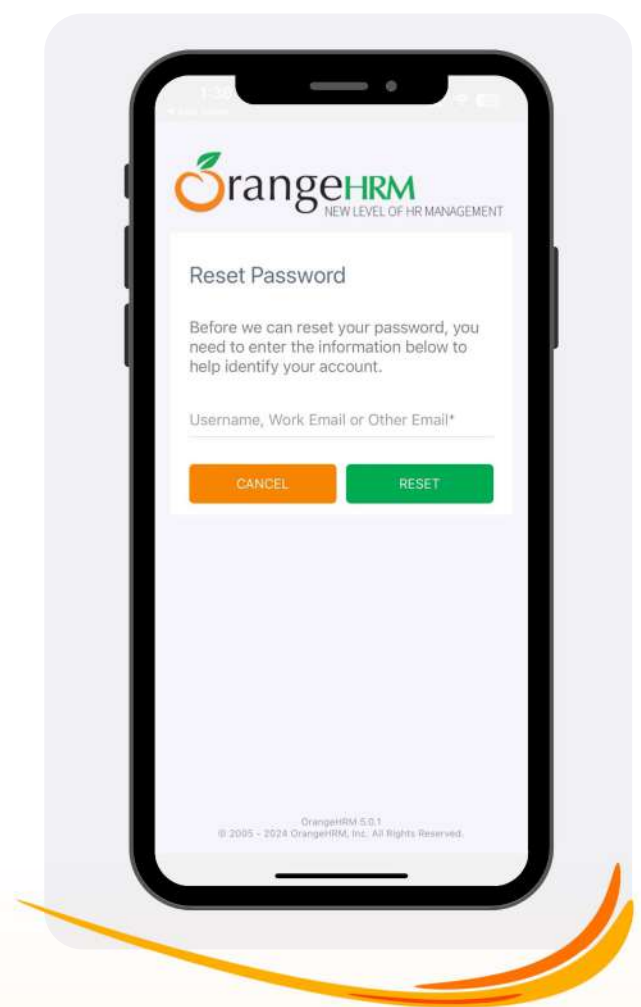 OrangeHRM
NEW LEVEL OF HR MANAGEMENT
Reset Password
Before we can reset your password, you
need to enter the information below to
help identify your account.
Username, Work Email or Other Email*
CANCEL
RESET
OrangeHRM 5.0.1
© 2005 - 2024 OrangeHRM, Inc. All Rights Reserved.